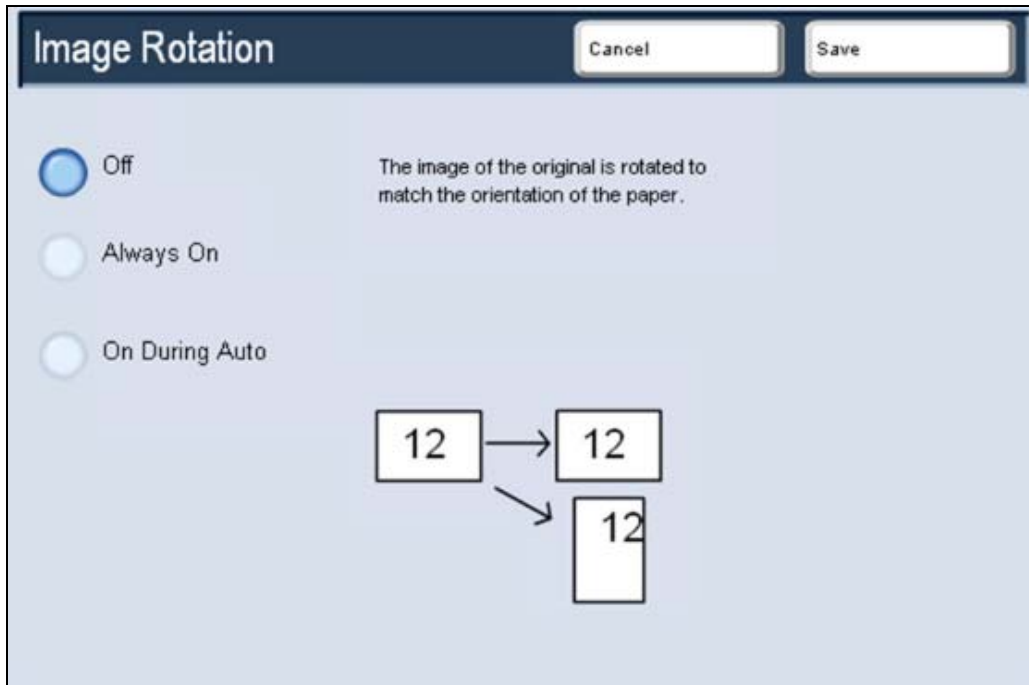 Image Rotation
Cancel
Save
Off
The image of the original is rotated to
match the orientation of the paper.
Always On
On During Auto
12
12
12